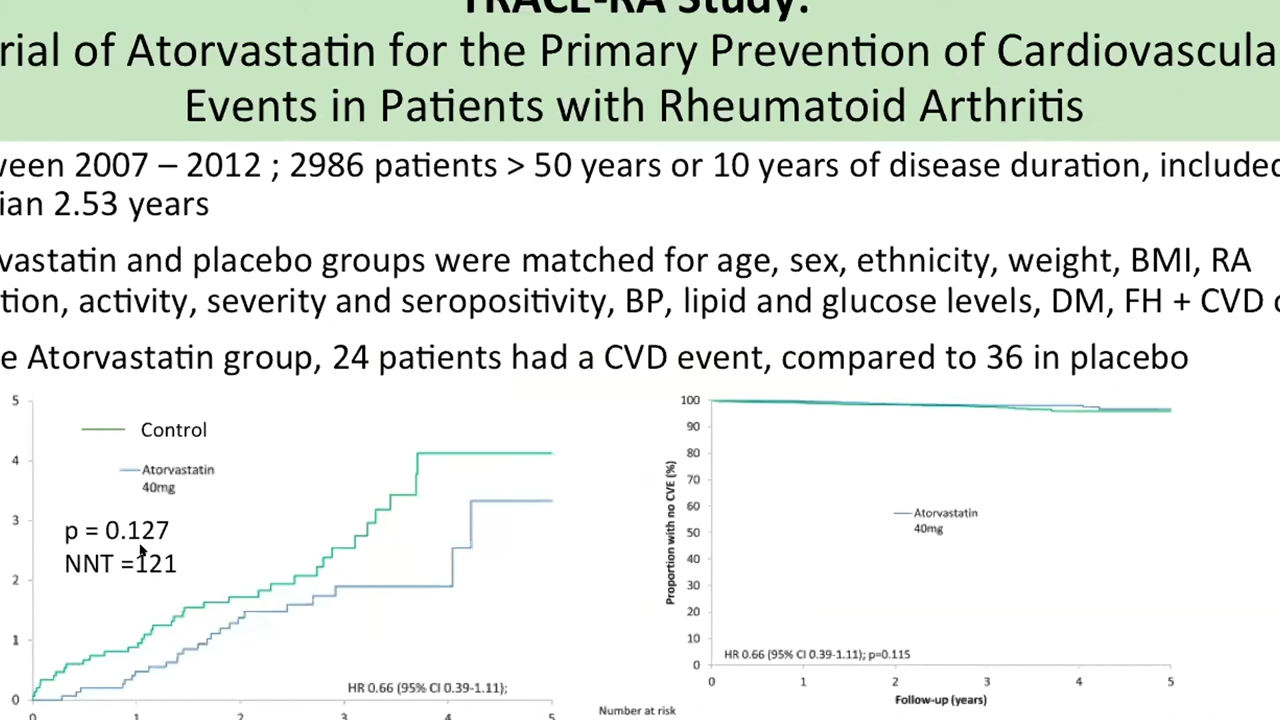 TRACE-RA Study:
rial of Atorvastatin for the Primary Prevention of Cardiovascula
Events in Patients with Rheumatoid Arthritis
ween 2007 – 2012 ; 2986 patients > 50 years or 10 years of disease duration, included
ian 2.53 years
vastatin and placebo groups were matched for age, sex, ethnicity, weight, BMI, RA
tion, activity, severity and seropositivity, BP, lipid and glucose levels, DM, FH + CVD
e Atorvastatin group, 24 patients had a CVD event, compared to 36 in placebo
5
4
3
2
1
0
Control
Atorvastatin
40mg
p = 0.127
NNT =121
HR 0.66 (95% CI 0.39-1.11);
0 1 2 3 4 5
Number at risk
Proportion with no CVE (%)
100
90
80
70
60
50
40
30
20
10
0
Atorvastatin
40mg
HR 0.66 (95% CI 0.39-1.11); p=0.115
0 1 2 3 4 5
Follow-up (years)